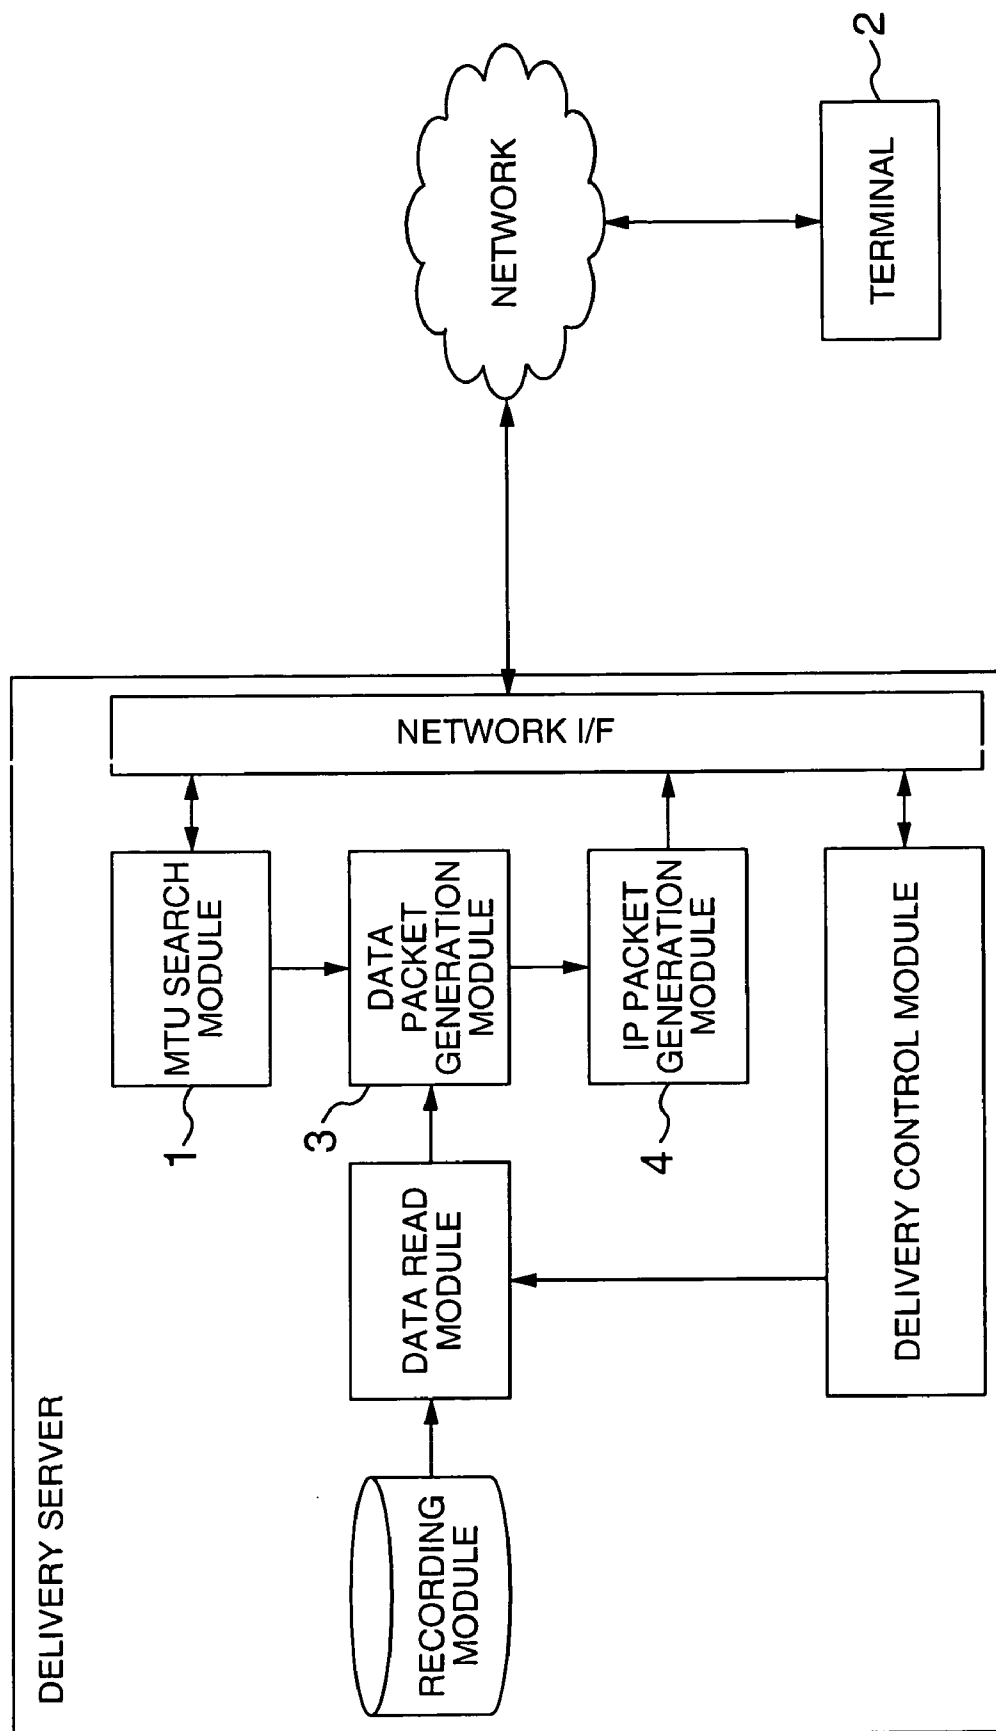 DELIVERY SERVER
RECORDING
MODULE
DATA READ
MODULE
1
MTU SEARCH
MODULE
3
DATA
PACKET
GENERATION
MODULE
4
IP PACKET
GENERATION
MODULE
DELIVERY CONTROL MODULE
NETWORK I/F
NETWORK
TERMINAL
2